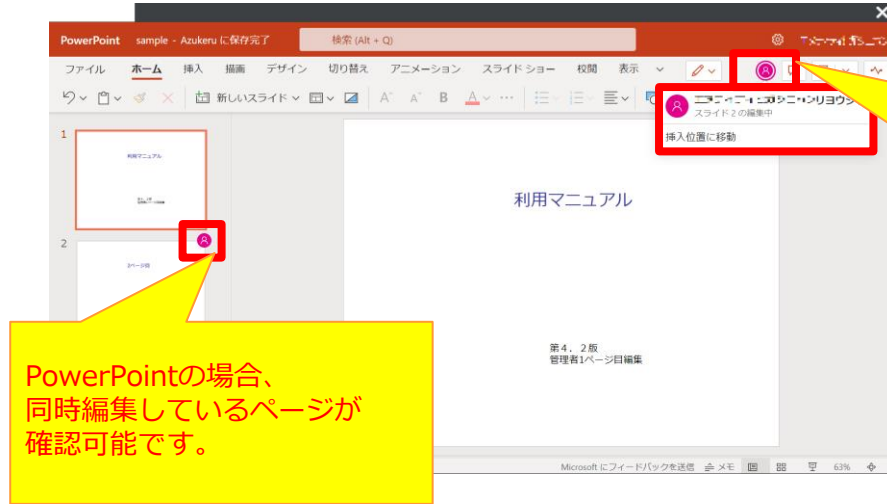 PowerPoint sample - Azukeru に保存完了 検索 (Alt + Q)
ファイル ホーム 挿入 描画 デザイン 切り替え アニメーション スライド ショー 校閲 表示
新しいスライド A^ A˅ B A ...
スライド 2 の編集中
挿入位置に移動
1
利用マニュアル
2
2ページ目
利用マニュアル
第4．2版
管理者1ページ目編集
PowerPointの場合、
同時編集しているページが
確認可能です。
Microsoft にフィードバックを送信 メモ 63%